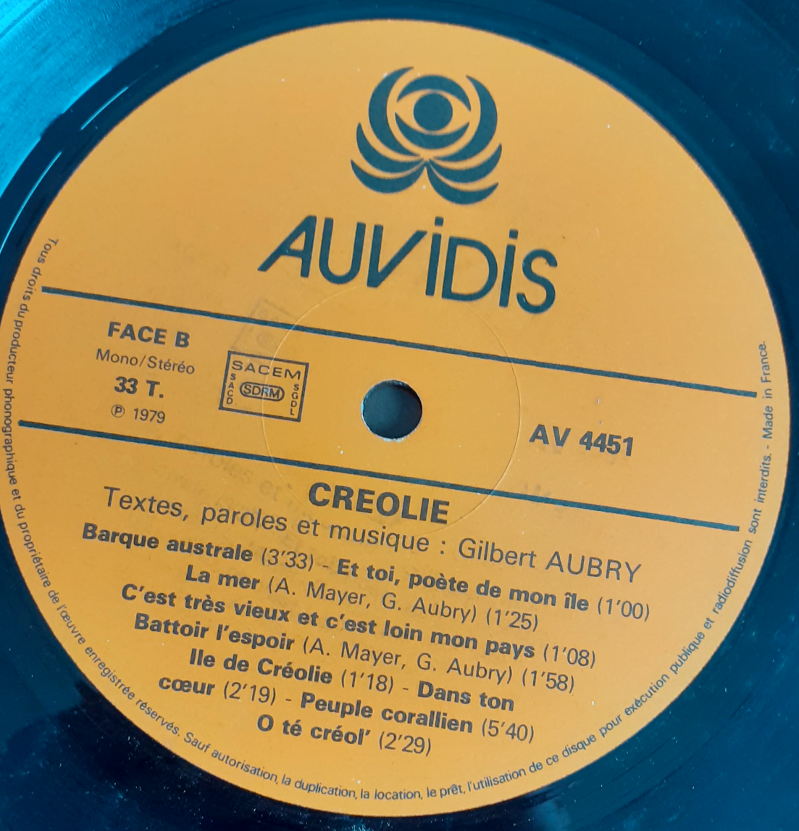 AUViDiS
FACE B
Mono/Stéréo
33 T.
℗ 1979
SACEM
SACD
SDRM
SGDL
AV 4451
CREOLIE
Textes, paroles et musique : Gilbert AUBRY
Barque australe (3'33) - Et toi, poète de mon île (1'00)
La mer (A. Mayer, G. Aubry) (1'25)
C'est très vieux et c'est loin mon pays (1'08)
Battoir l'espoir (A. Mayer, G. Aubry) (1'58)
Ile de Créolie (1'18) - Dans ton
cœur (2'19) - Peuple corallien (5'40)
O té créol' (2'29)
Tous droits du producteur phonographique et du propriétaire de l'œuvre enregistrée réservés. Sauf autorisation, la duplication, la location, le prêt, l'utilisation de ce disque pour exécution publique et radiodiffusion sont interdits. - Made in France.